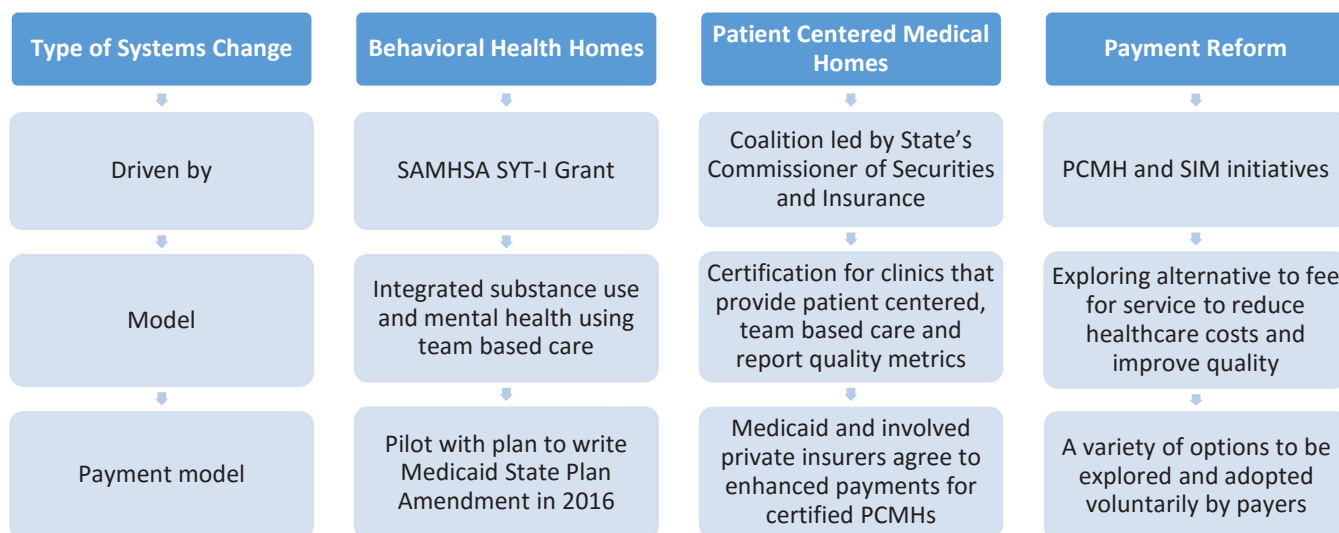 Type of Systems Change
Behavioral Health Homes
Patient Centered Medical
Homes
Payment Reform
Driven by
SAMHSA SYT-I Grant
Coalition led by State's
Commissioner of Securities
and Insurance
PCMH and SIM initiatives
Model
Integrated substance use
and mental health using
team based care
Certification for clinics that
provide patient centered,
team based care and
report quality metrics
Exploring alternative to fee
for service to reduce
healthcare costs and
improve quality
Payment model
Pilot with plan to write
Medicaid State Plan
Amendment in 2016
Medicaid and involved
private insurers agree to
enhanced payments for
certified PCMHs
A variety of options to be
explored and adopted
voluntarily by payers